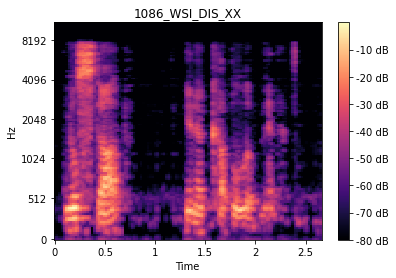 1086_WSI_DIS_XX
8192
4096
2048
1024
512
0
Hz
0
0.5
1
1.5
2
2.5
Time
-10 dB
-20 dB
-30 dB
-40 dB
-50 dB
-60 dB
-70 dB
-80 dB